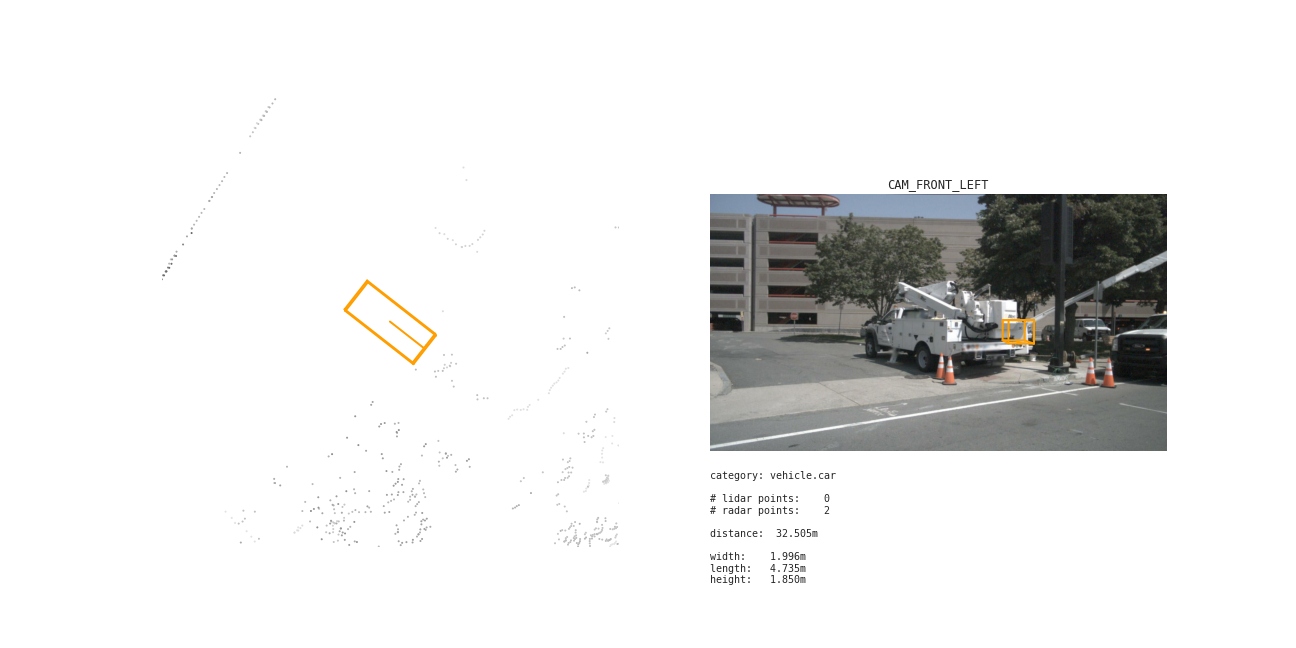 CAM_FRONT_LEFT
category: vehicle.car
# lidar points:    0
# radar points:    2
distance:  32.505m
width:    1.996m
length:   4.735m
height:   1.850m